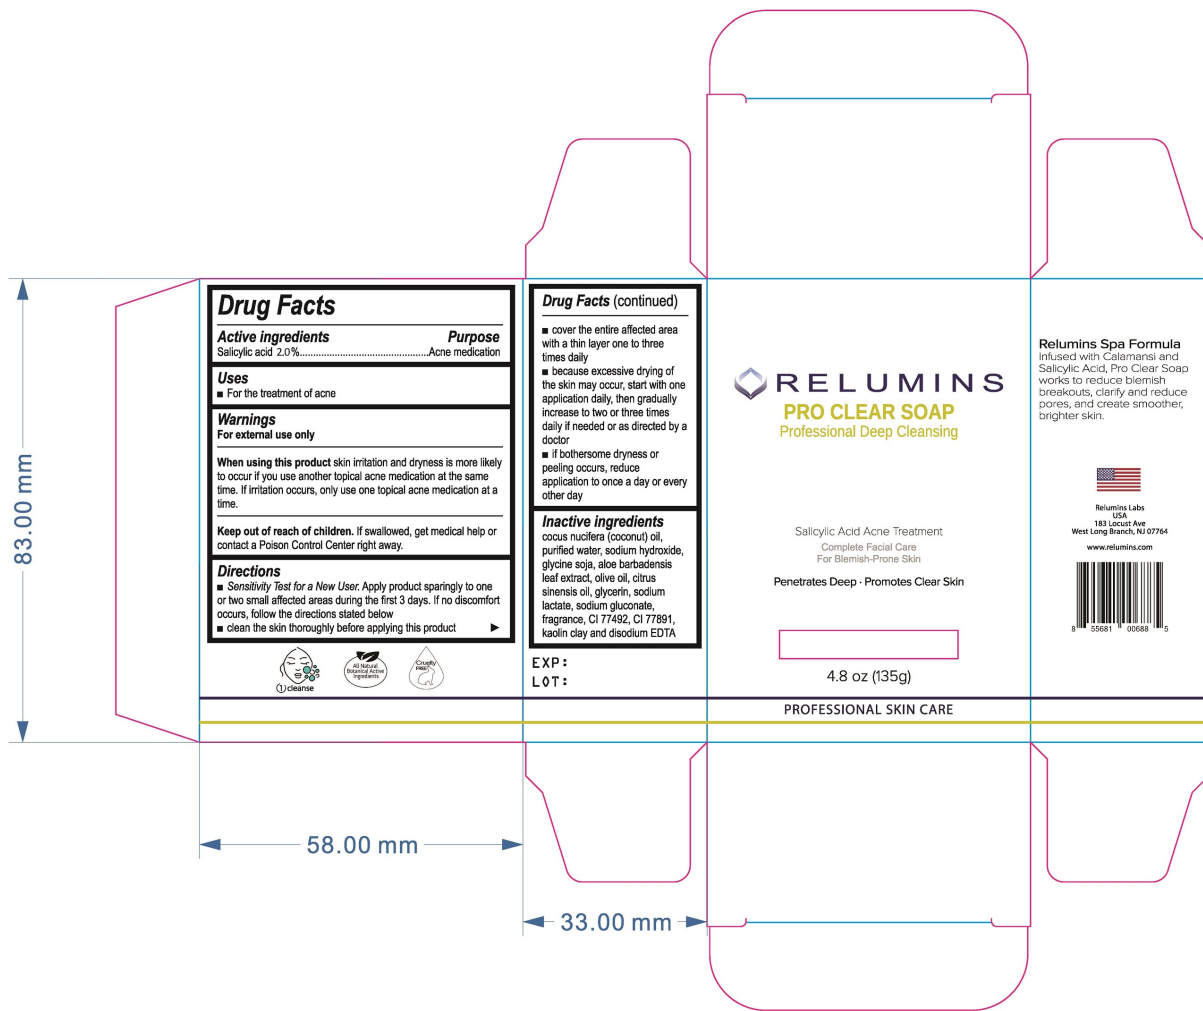 83.00 mm
Drug Facts
Active ingredients Purpose
Salicylic acid 2.0%................................................Acne medication
Uses
■ For the treatment of acne
Warnings
For external use only
When using this product skin irritation and dryness is more likely
to occur if you use another topical acne medication at the same
time. If irritation occurs, only use one topical acne medication at a
time.
Keep out of reach of children. If swallowed, get medical help or
contact a Poison Control Center right away.
Directions
■ Sensitivity Test for a New User. Apply product sparingly to one
or two small affected areas during the first 3 days. If no discomfort
occurs, follow the directions stated below
■ clean the skin thoroughly before applying this product ►
1 cleanse
All Natural
Botanical Active
Ingredients
Cruelty
FREE
58.00 mm
Drug Facts (continued)
■ cover the entire affected area
with a thin layer one to three
times daily
■ because excessive drying of
the skin may occur, start with one
application daily, then gradually
increase to two or three times
daily if needed or as directed by a
doctor
■ if bothersome dryness or
peeling occurs, reduce
application to once a day or every
other day
Inactive ingredients
cocus nucifera (coconut) oil,
purified water, sodium hydroxide,
glycine soja, aloe barbadensis
leaf extract, olive oil, citrus
sinensis oil, glycerin, sodium
lactate, sodium gluconate,
fragrance, CI 77492, CI 77891,
kaolin clay and disodium EDTA
EXP:
LOT:
33.00 mm
RELUMINS
PRO CLEAR SOAP
Professional Deep Cleansing
Salicylic Acid Acne Treatment
Complete Facial Care
For Blemish-Prone Skin
Penetrates Deep · Promotes Clear Skin
4.8 oz (135g)
PROFESSIONAL SKIN CARE
Relumins Spa Formula
Infused with Calamansi and
Salicylic Acid, Pro Clear Soap
works to reduce blemish
breakouts, clarify and reduce
pores, and create smoother,
brighter skin.
Relumins Labs
USA
183 Locust Ave
West Long Branch, NJ 07764
www.relumins.com
8 55681 00688 5